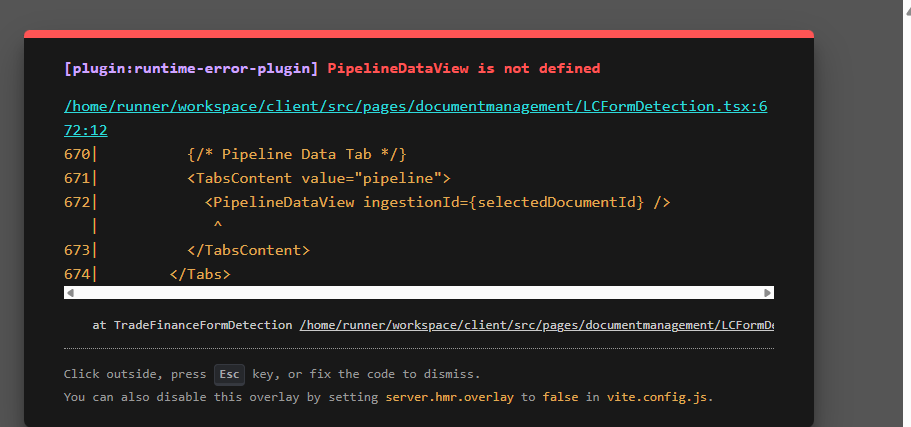 [plugin:runtime-error-plugin] PipelineDataView is not defined
/home/runner/workspace/client/src/pages/documentmanagement/LCFormDetection.tsx:6
72:12
670|          {/* Pipeline Data Tab */}
671|          <TabsContent value="pipeline">
672|            <PipelineDataView ingestionId={selectedDocumentId} />
   |             ^
673|          </TabsContent>
674|        </Tabs>
at TradeFinanceFormDetection /home/runner/workspace/client/src/pages/documentmanagement/LCFormDe
Click outside, press Esc key, or fix the code to dismiss.
You can also disable this overlay by setting server.hmr.overlay to false in vite.config.js.